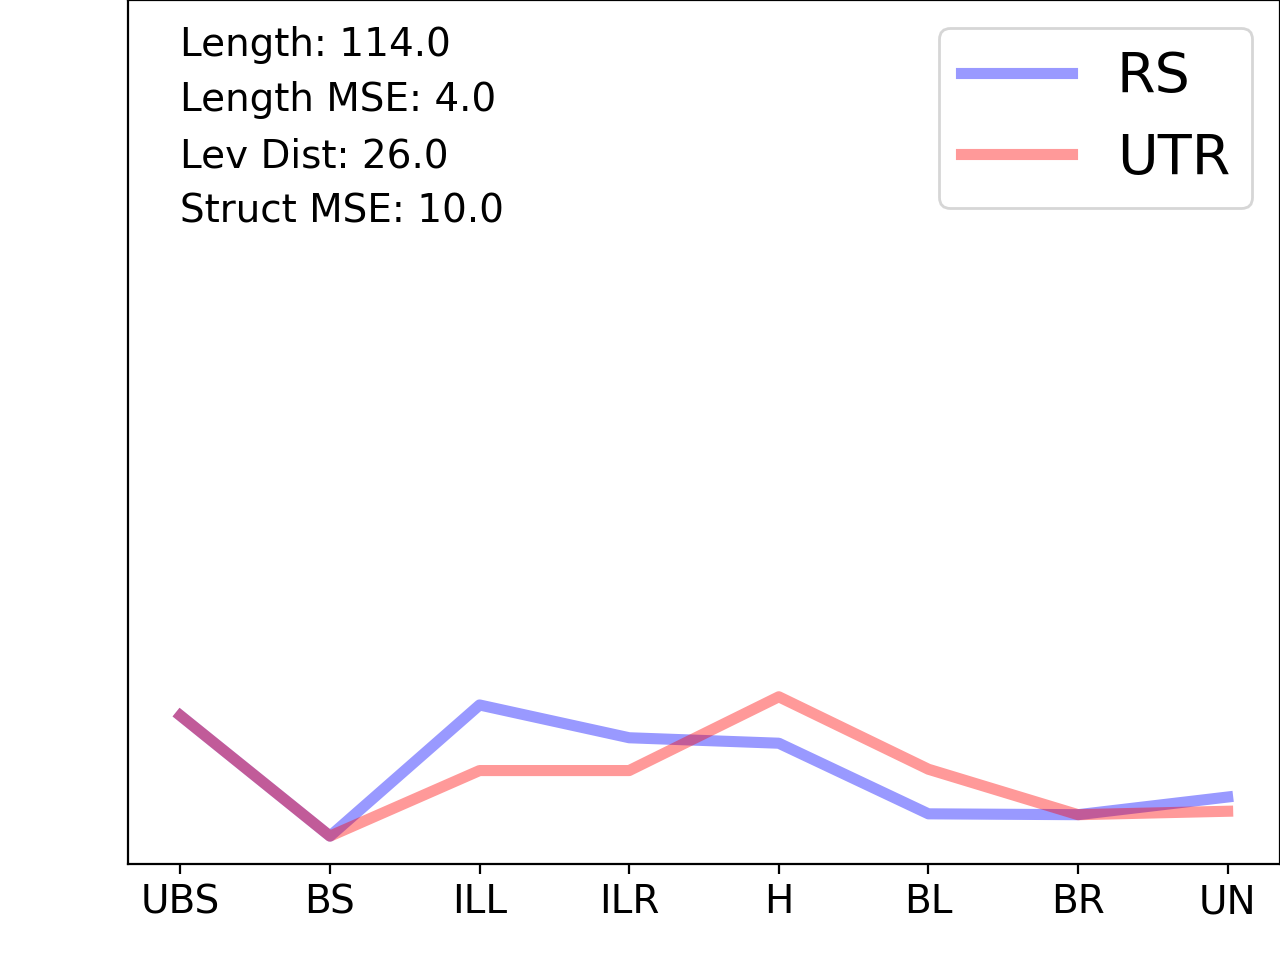 Length: 114.0
Length MSE: 4.0
Lev Dist: 26.0
Struct MSE: 10.0
RS
UTR
UBS BS ILL ILR H BL BR UN